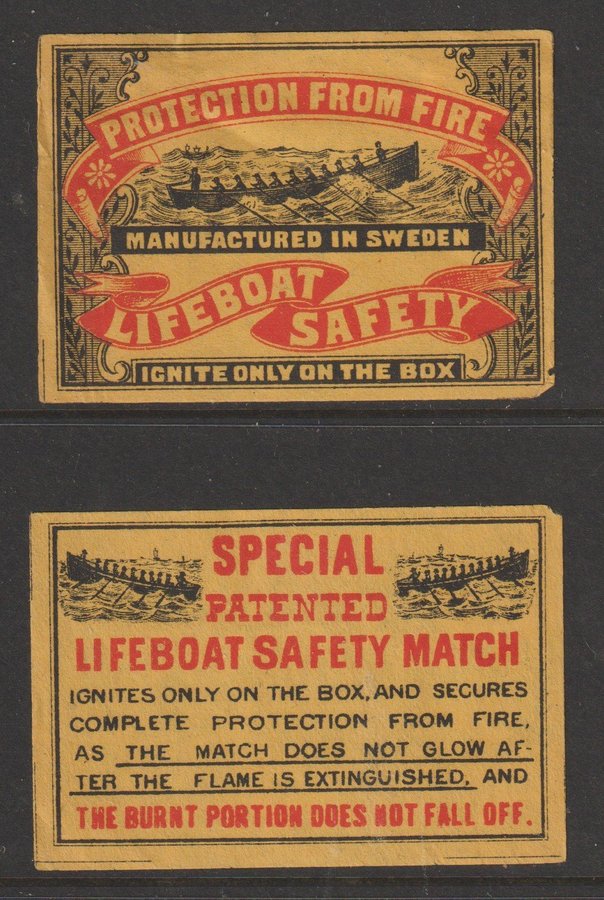 PROTECTION FROM FIRE
MANUFACTURED IN SWEDEN
LIFEBOAT
SAFETY
IGNITE ONLY ON THE BOX
SPECIAL
PATENTED
LIFEBOAT SAFETY MATCH
IGNITES ONLY ON THE BOX, AND SECURES
COMPLETE PROTECTION FROM FIRE,
AS THE MATCH DOES NOT GLOW AF-
TER THE FLAME IS EXTINGUISHED, AND
THE BURNT PORTION DOES NOT FALL OFF.